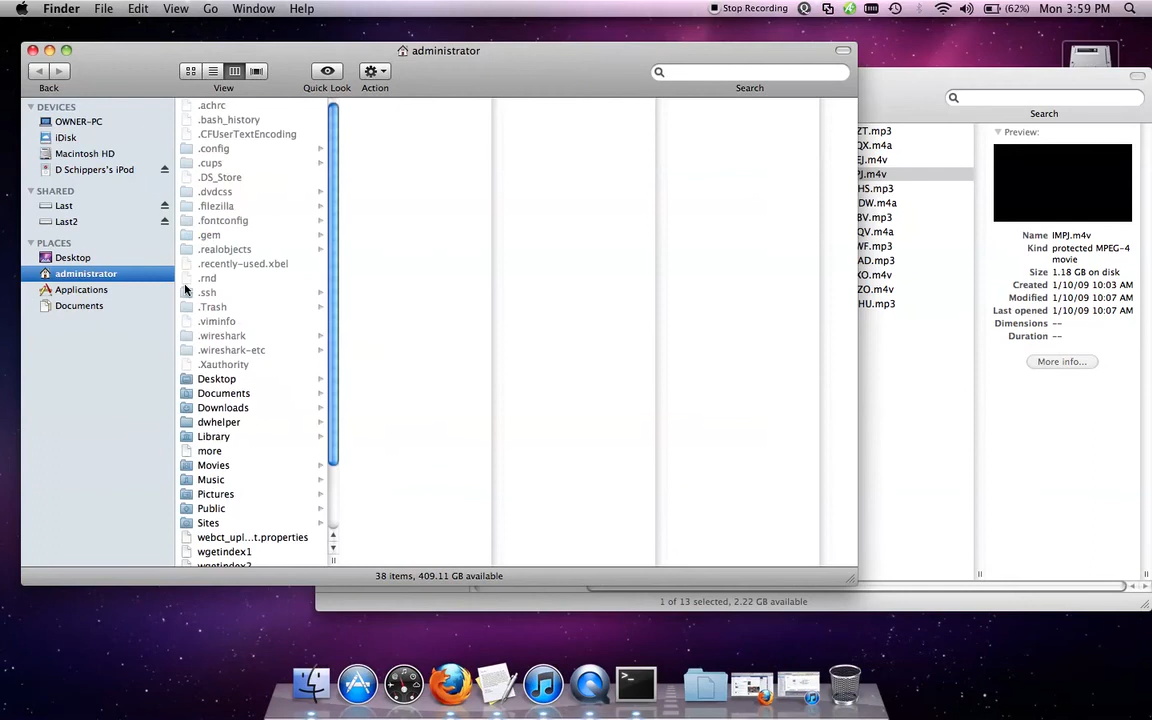 Finder File Edit View Go Window Help Stop Recording (62%) Mon 3:59 PM
administrator
Back View Quick Look Action Search
DEVICES
OWNER-PC
iDisk
Macintosh HD
D Schippers's iPod
SHARED
Last
Last2
PLACES
Desktop
administrator
Applications
Documents
.achrc
.bash_history
.CFUserTextEncoding
.config
.cups
.DS_Store
.dvdcss
.filezilla
.fontconfig
.gem
.realobjects
.recently-used.xbel
.rnd
.ssh
.Trash
.viminfo
.wireshark
.wireshark-etc
.Xauthority
Desktop
Documents
Downloads
dwhelper
Library
more
Movies
Music
Pictures
Public
Sites
webct_upl...t.properties
wgetindex1
wgetindex2
38 items, 409.11 GB available
Search
ZT.mp3
QX.m4a
EJ.m4v
PJ.m4v
HS.mp3
DW.m4a
BV.mp3
QV.m4a
WF.mp3
AD.mp3
XO.m4v
ZO.m4v
HU.mp3
Preview:
Name IMPJ.m4v
Kind protected MPEG-4
movie
Size 1.18 GB on disk
Created 1/10/09 10:03 AM
Modified 1/10/09 10:07 AM
Last opened 1/10/09 10:07 AM
Dimensions --
Duration --
More info...
1 of 13 selected, 2.22 GB available